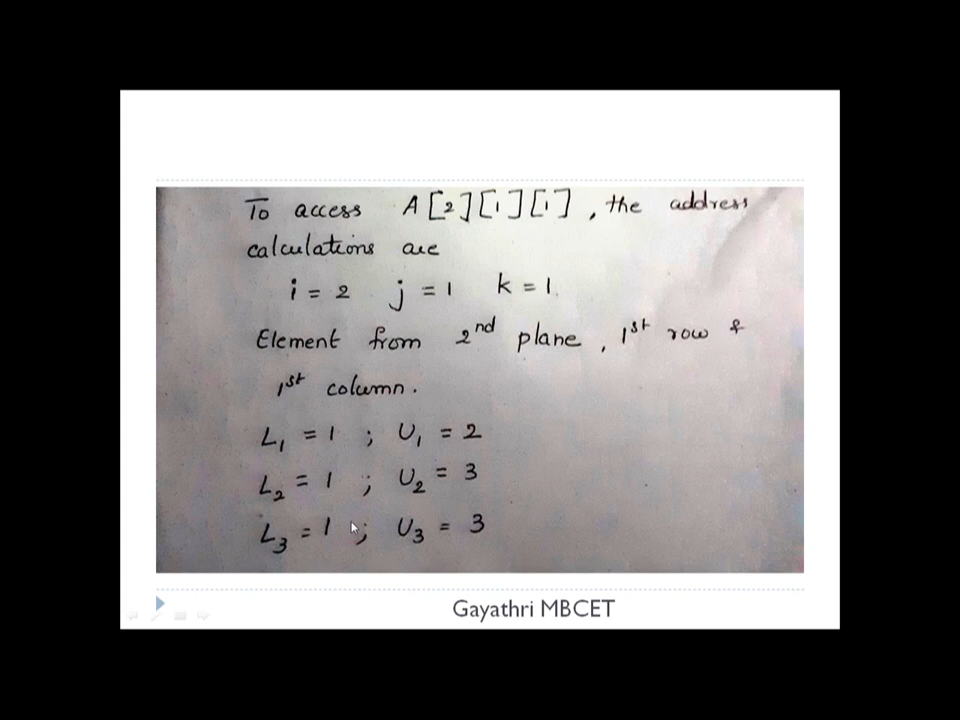 To access A[2][1][1], the address
calculations are
i = 2 j = 1 k = 1.
Element from 2nd plane, 1st row &
1st column.
L1 = 1 ; U1 = 2
L2 = 1 ; U2 = 3
L3 = 1 ; U3 = 3
Gayathri MBCET